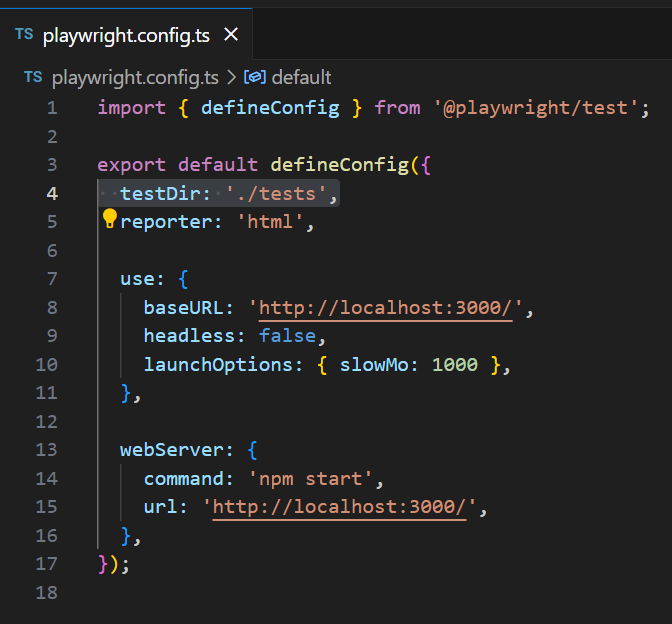 TS playwright.config.ts ×
TS playwright.config.ts > default
1 import { defineConfig } from '@playwright/test';
2
3 export default defineConfig({
4   testDir: './tests',
5   reporter: 'html',
6
7   use: {
8     baseURL: 'http://localhost:3000/',
9     headless: false,
10     launchOptions: { slowMo: 1000 },
11   },
12
13   webServer: {
14     command: 'npm start',
15     url: 'http://localhost:3000/',
16   },
17 });
18